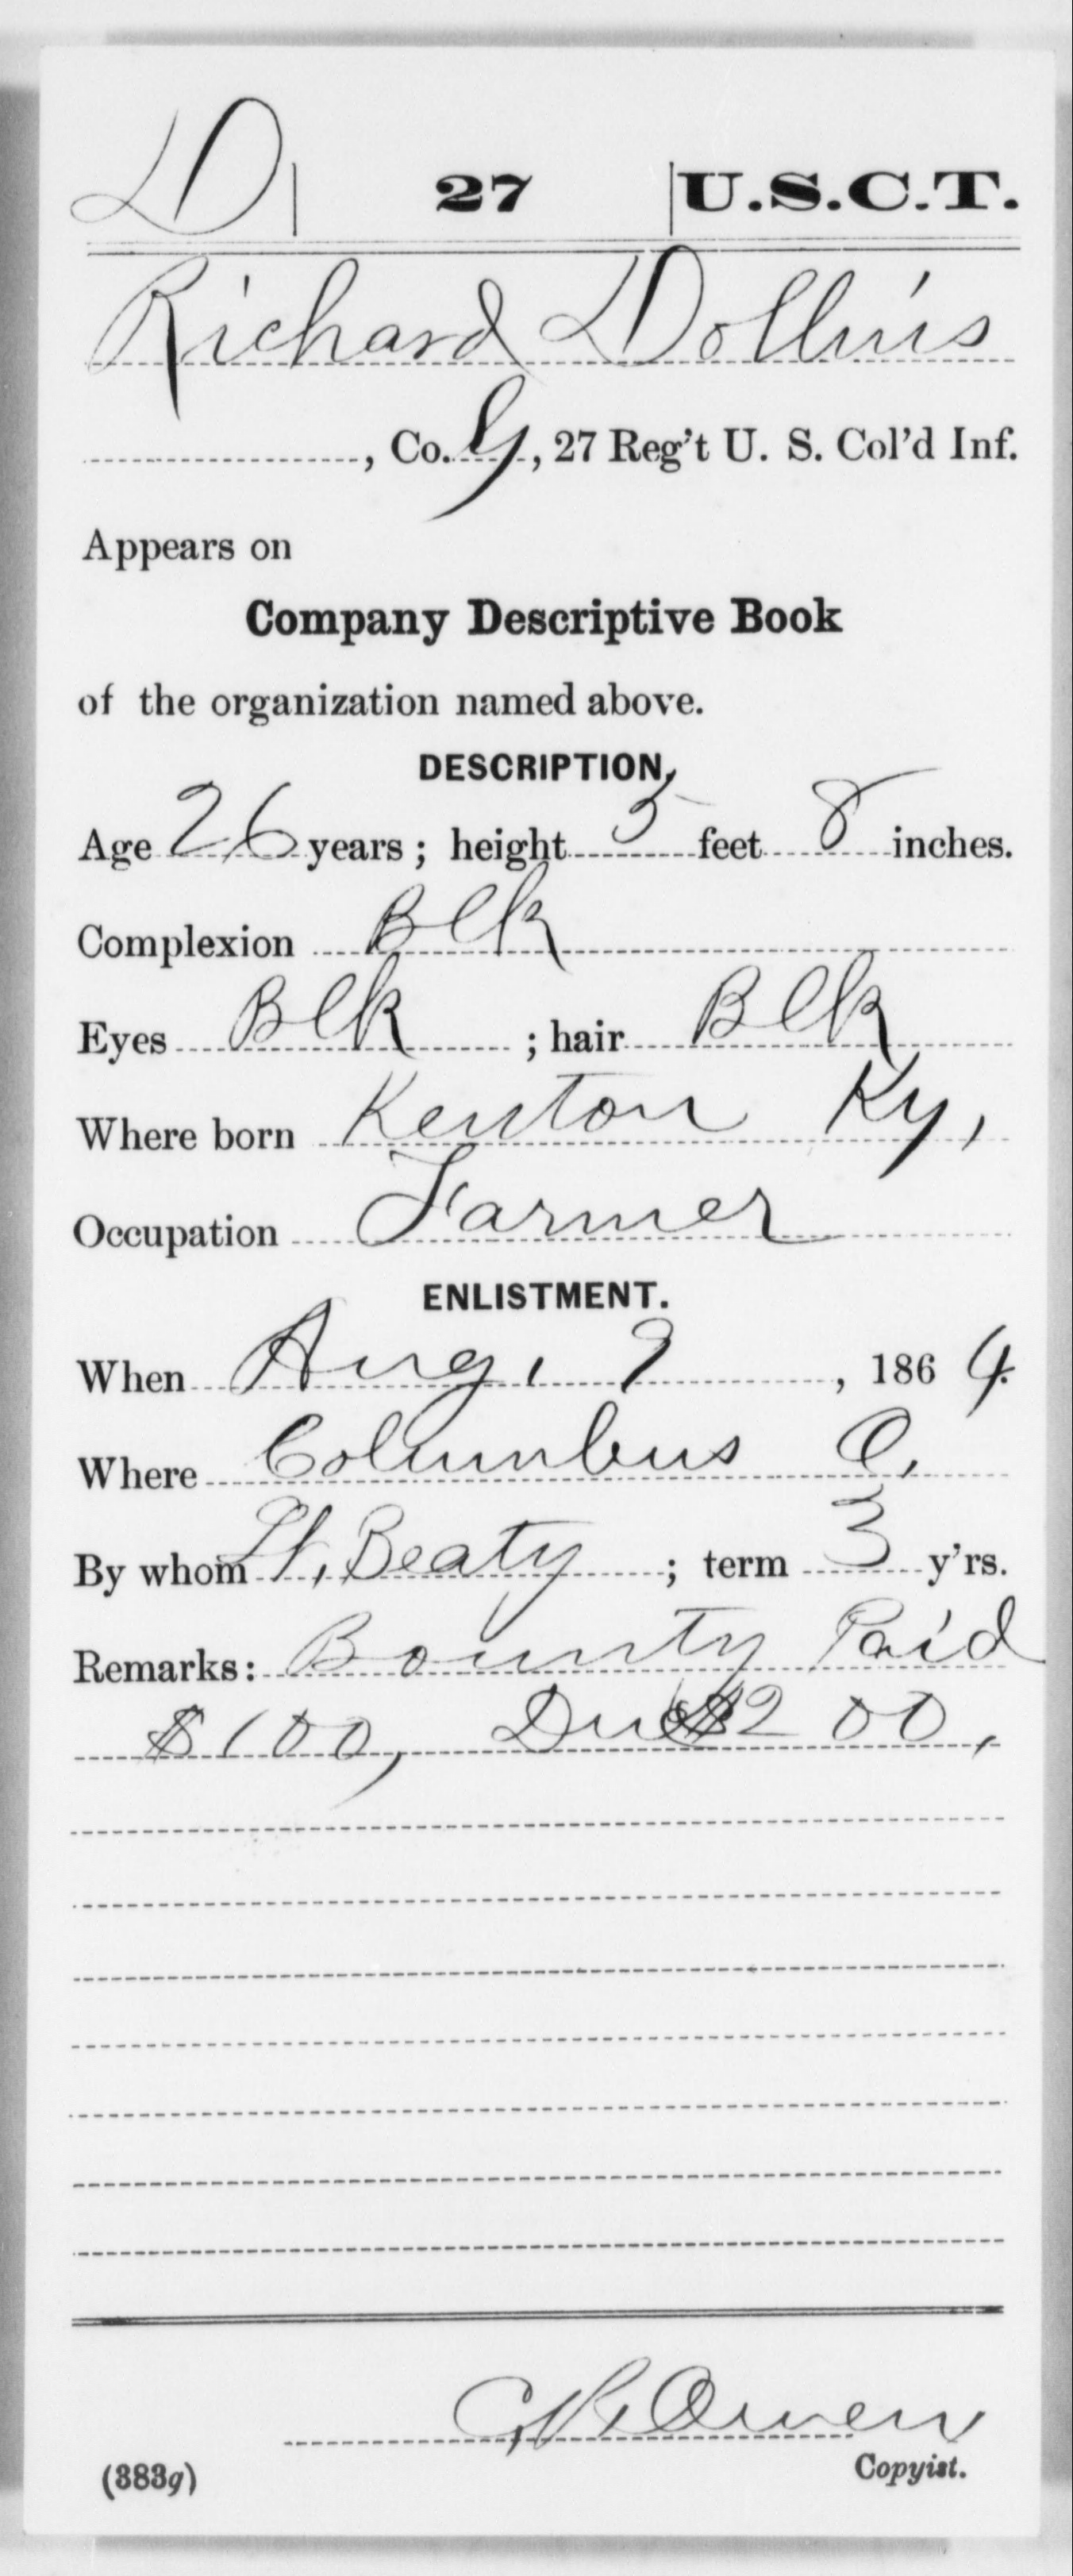 D | 27 | U.S.C.T.
Richard Dollins
, Co. G, 27 Reg't U. S. Col'd Inf.
Appears on
Company Descriptive Book
of the organization named above.
DESCRIPTION.
Age 26 years; height 5 feet 8 inches.
Complexion Blk
Eyes Blk ; hair Blk
Where born Kenton Ky,
Occupation Farmer
ENLISTMENT.
When Aug. 9, 1864.
Where Columbus O.
By whom Lt. Beaty ; term 3 y'rs.
Remarks: Bounty Paid
$100, Due $200,
C.R. Owen
Copyist.
(383g)